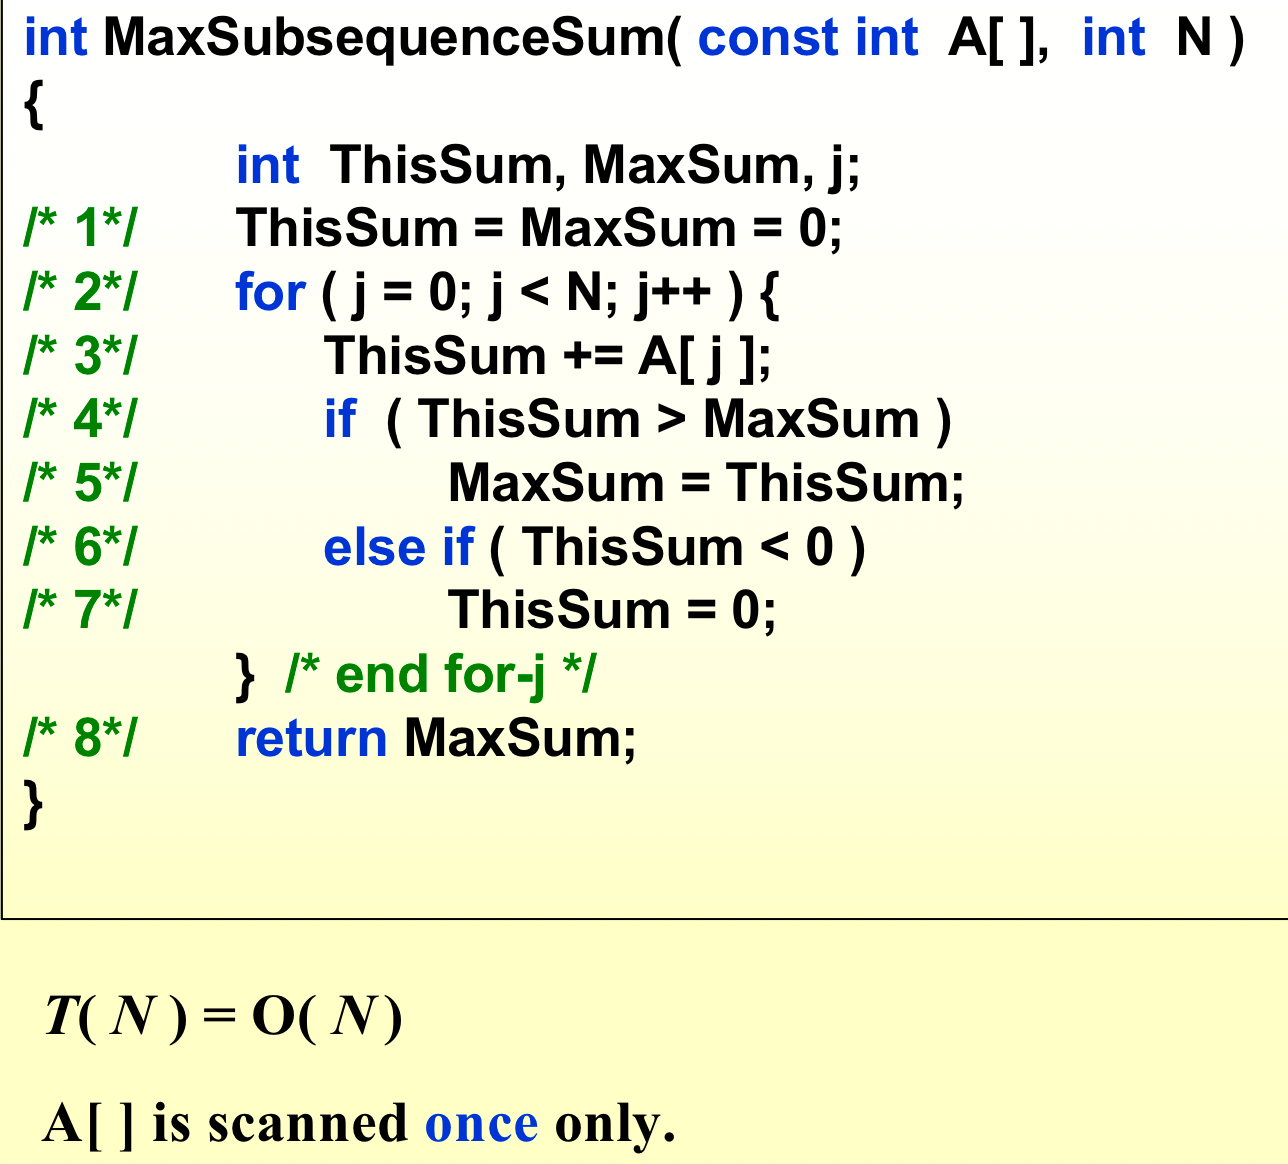 int MaxSubsequenceSum( const int A[ ], int N )
{
int ThisSum, MaxSum, j;
/* 1*/ ThisSum = MaxSum = 0;
/* 2*/ for ( j = 0; j < N; j++ ) {
/* 3*/ ThisSum += A[ j ];
/* 4*/ if ( ThisSum > MaxSum )
/* 5*/ MaxSum = ThisSum;
/* 6*/ else if ( ThisSum < 0 )
/* 7*/ ThisSum = 0;
} /* end for-j */
/* 8*/ return MaxSum;
}
T( N ) = O( N )
A[ ] is scanned once only.